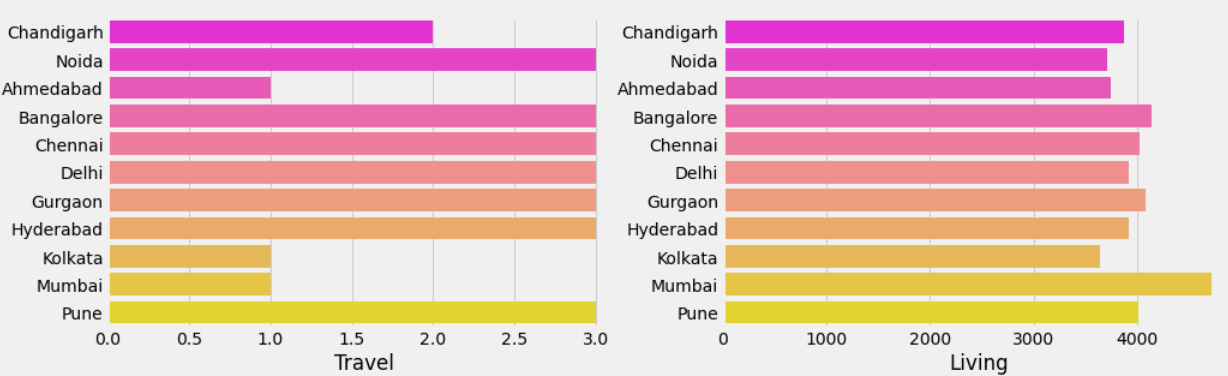 Chandigarh
Noida
Ahmedabad
Bangalore
Chennai
Delhi
Gurgaon
Hyderabad
Kolkata
Mumbai
Pune
0.0 0.5 1.0 1.5 2.0 2.5 3.0
Travel
Chandigarh
Noida
Ahmedabad
Bangalore
Chennai
Delhi
Gurgaon
Hyderabad
Kolkata
Mumbai
Pune
0 1000 2000 3000 4000
Living